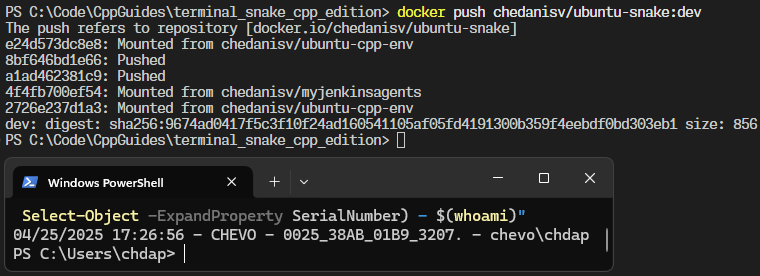 PS C:\Code\CppGuides\terminal_snake_cpp_edition> docker push chedanisv/ubuntu-snake:dev
The push refers to repository [docker.io/chedanisv/ubuntu-snake]
e24d573dc8e8: Mounted from chedanisv/ubuntu-cpp-env
8bf646bd1e66: Pushed
a1ad462381c9: Pushed
4f4fb700ef54: Mounted from chedanisv/myjenkinsagents
2726e237d1a3: Mounted from chedanisv/ubuntu-cpp-env
dev: digest: sha256:9674ad0417f5c3f10f24ad160541105af05fd4191300b359f4eebdf0bd303eb1 size: 856
PS C:\Code\CppGuides\terminal_snake_cpp_edition>
Windows PowerShell
Select-Object -ExpandProperty SerialNumber) - $(whoami)"
04/25/2025 17:26:56 - CHEVO - 0025_38AB_01B9_3207. - chevo\chdap
PS C:\Users\chdap>